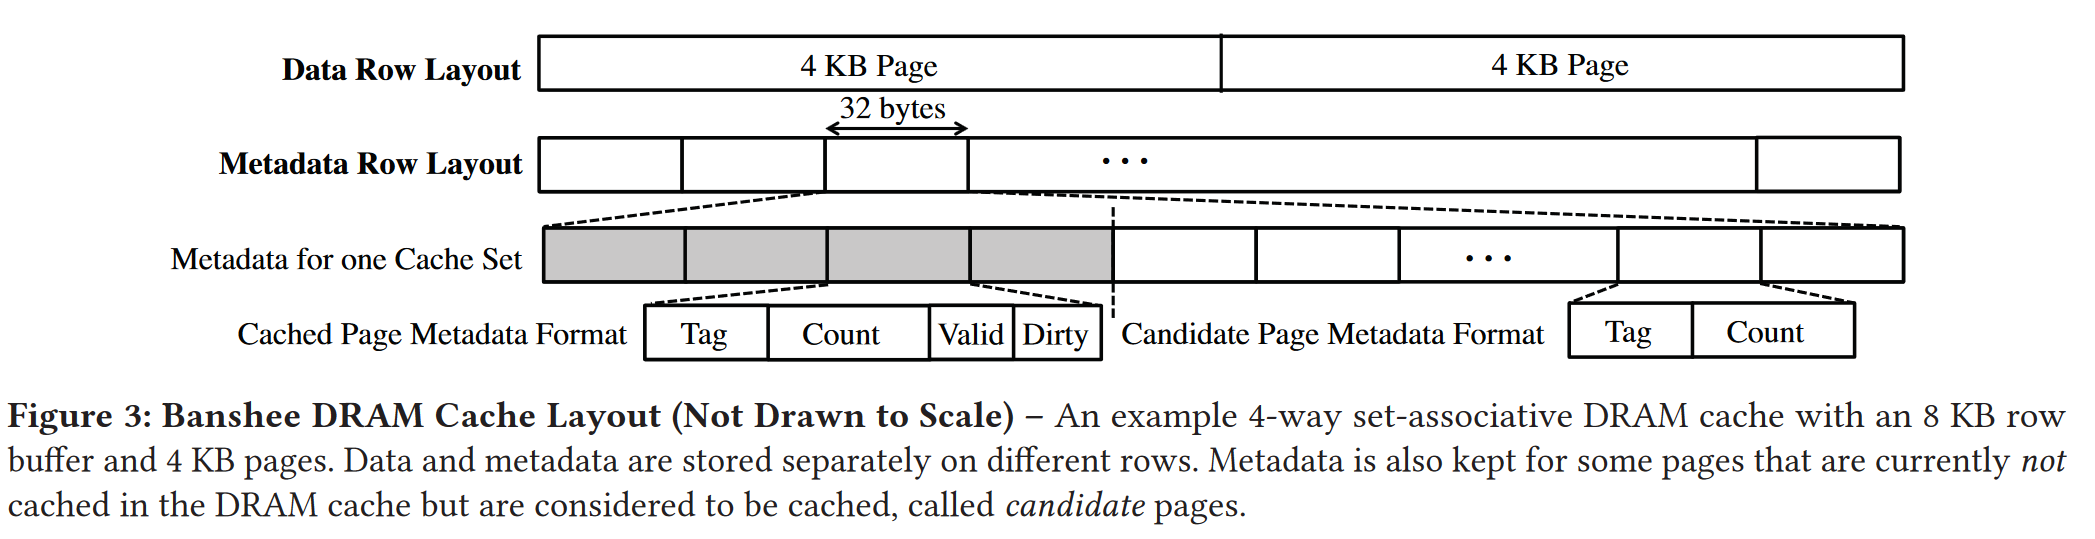 Data Row Layout 4 KB Page 4 KB Page
32 bytes
Metadata Row Layout ...
Metadata for one Cache Set ...
Cached Page Metadata Format Tag Count Valid Dirty Candidate Page Metadata Format Tag Count
Figure 3: Banshee DRAM Cache Layout (Not Drawn to Scale) – An example 4-way set-associative DRAM cache with an 8 KB row
buffer and 4 KB pages. Data and metadata are stored separately on different rows. Metadata is also kept for some pages that are currently not
cached in the DRAM cache but are considered to be cached, called candidate pages.